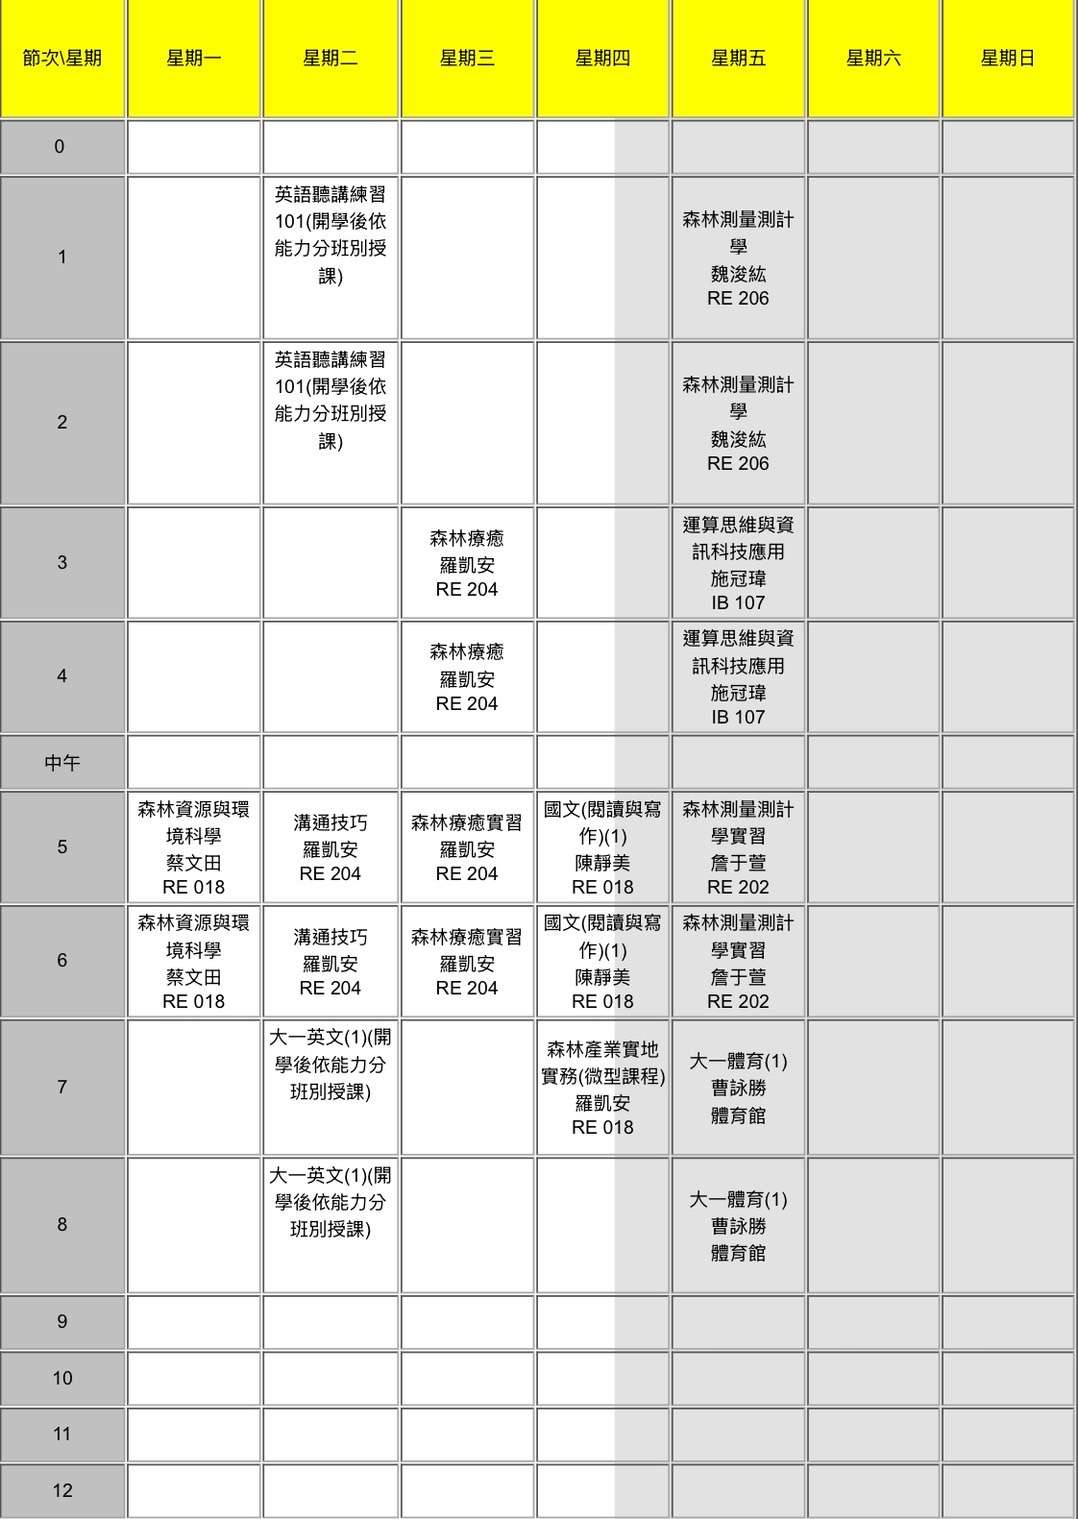 節次\星期 星期一 星期二 星期三 星期四 星期五 星期六 星期日
0
1
英語聽講練習
101(開學後依
能力分班別授
課)
森林測量測計
學
魏浚紘
RE 206
2
英語聽講練習
101(開學後依
能力分班別授
課)
森林測量測計
學
魏浚紘
RE 206
3
森林療癒
羅凱安
RE 204
運算思維與資
訊科技應用
施冠瑋
IB 107
4
森林療癒
羅凱安
RE 204
運算思維與資
訊科技應用
施冠瑋
IB 107
中午
5
森林資源與環
境科學
蔡文田
RE 018
溝通技巧
羅凱安
RE 204
森林療癒實習
羅凱安
RE 204
國文(閱讀與寫
作)(1)
陳靜美
RE 018
森林測量測計
學實習
詹于萱
RE 202
6
森林資源與環
境科學
蔡文田
RE 018
溝通技巧
羅凱安
RE 204
森林療癒實習
羅凱安
RE 204
國文(閱讀與寫
作)(1)
陳靜美
RE 018
森林測量測計
學實習
詹于萱
RE 202
7
大一英文(1)(開
學後依能力分
班別授課)
森林產業實地
實務(微型課程)
羅凱安
RE 018
大一體育(1)
曹詠勝
體育館
8
大一英文(1)(開
學後依能力分
班別授課)
大一體育(1)
曹詠勝
體育館
9
10
11
12